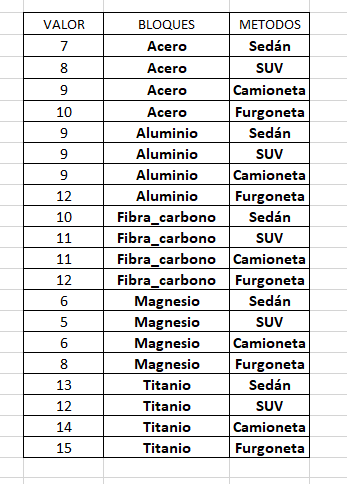 VALOR BLOQUES METODOS
7 Acero Sedán
8 Acero SUV
9 Acero Camioneta
10 Acero Furgoneta
9 Aluminio Sedán
9 Aluminio SUV
9 Aluminio Camioneta
12 Aluminio Furgoneta
10 Fibra_carbono Sedán
11 Fibra_carbono SUV
11 Fibra_carbono Camioneta
12 Fibra_carbono Furgoneta
6 Magnesio Sedán
5 Magnesio SUV
6 Magnesio Camioneta
8 Magnesio Furgoneta
13 Titanio Sedán
12 Titanio SUV
14 Titanio Camioneta
15 Titanio Furgoneta